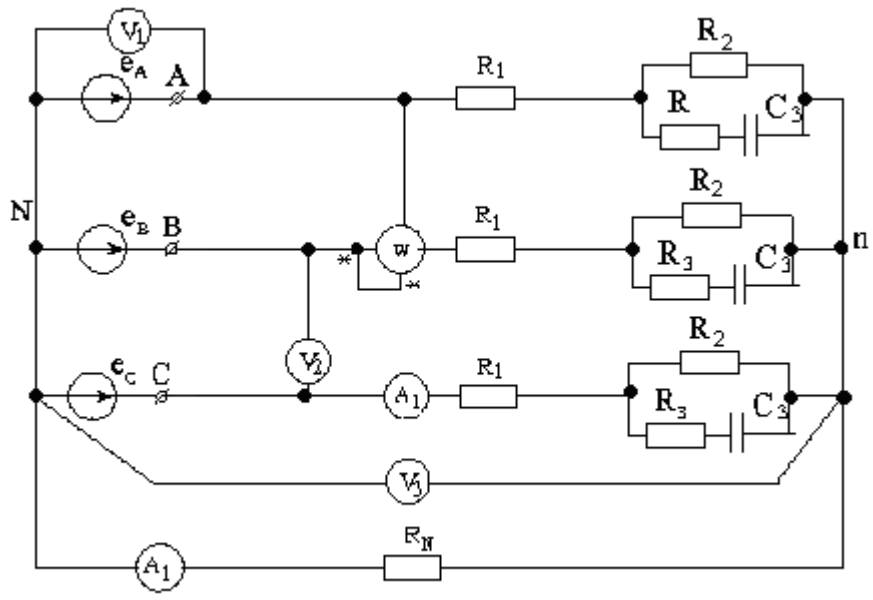 V1
eA A R1 R2
R C3
N eB B W R1 R2 n
* * R3 C3
V2
eC C A1 R1 R2
R3 C3
V3
A1 RN